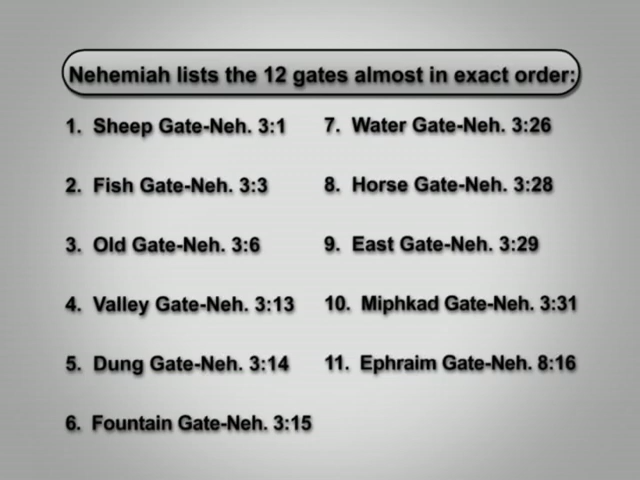 Nehemiah lists the 12 gates almost in exact order:
1. Sheep Gate-Neh. 3:1
2. Fish Gate-Neh. 3:3
3. Old Gate-Neh. 3:6
4. Valley Gate-Neh. 3:13
5. Dung Gate-Neh. 3:14
6. Fountain Gate-Neh. 3:15
7. Water Gate-Neh. 3:26
8. Horse Gate-Neh. 3:28
9. East Gate-Neh. 3:29
10. Miphkad Gate-Neh. 3:31
11. Ephraim Gate-Neh. 8:16